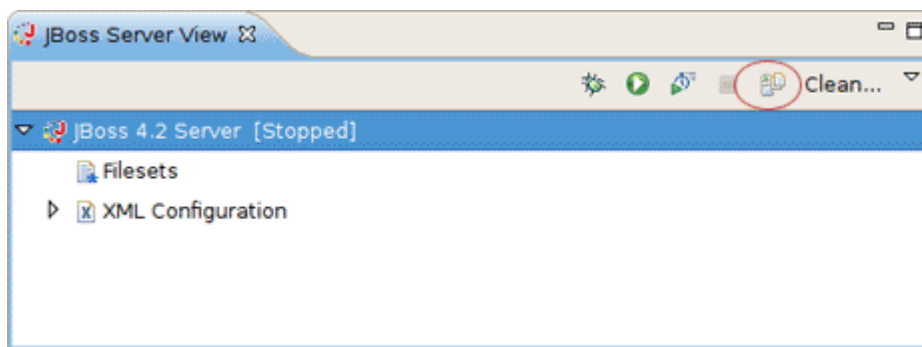 JBoss Server View
Clean...
JBoss 4.2 Server [Stopped]
Filesets
XML Configuration